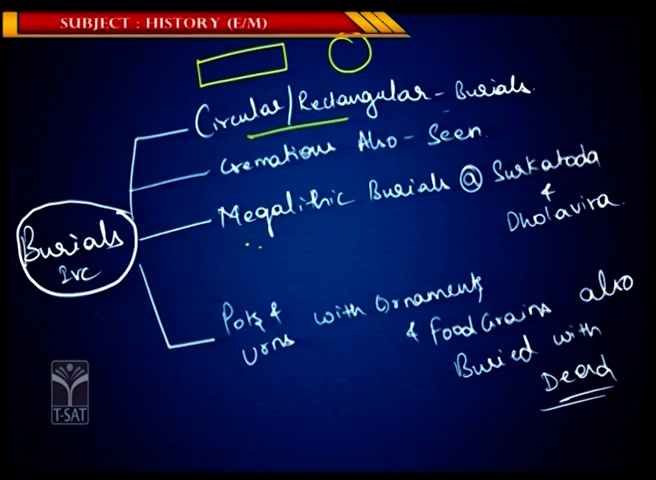 SUBJECT : HISTORY (E/M)
Circular/Rectangular - Burials.
Cremations Also - Seen.
Megalithic Burials @ Surkatoda
&
Dholavira.
Burials
IVC
Pots &
Urns with Ornaments
& Food Grains also
Buried with
Dead
T-SAT